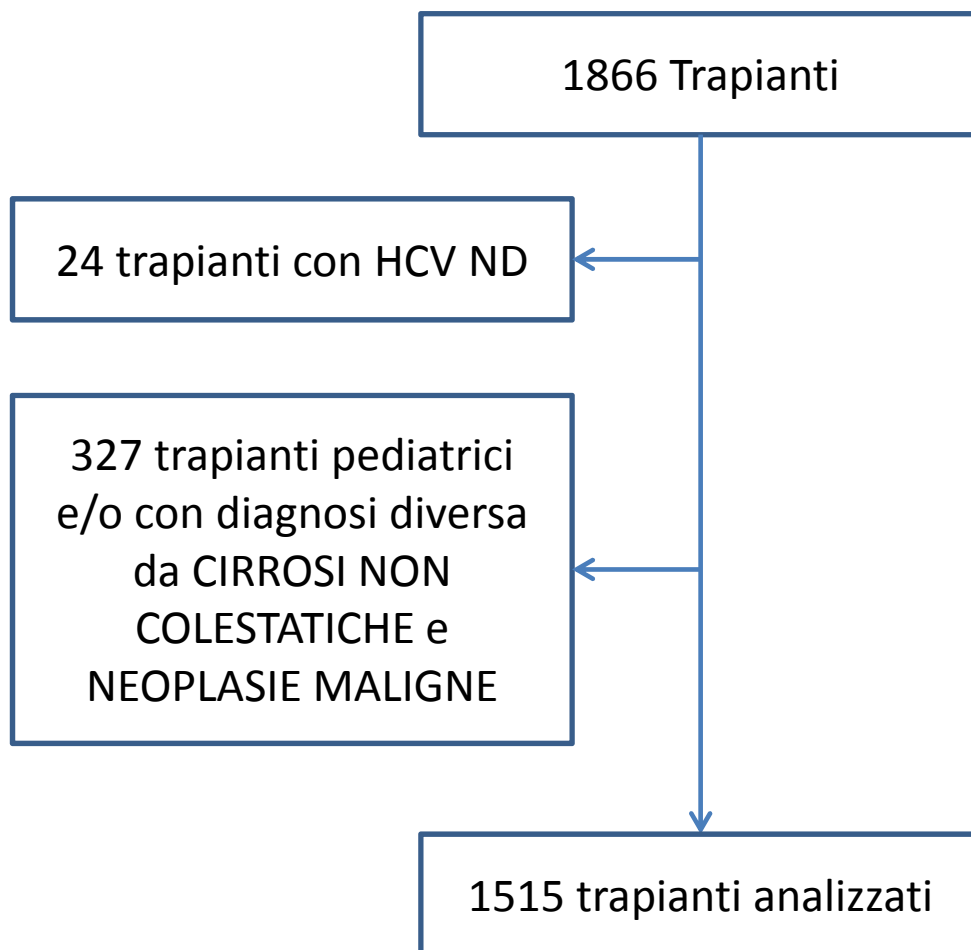 1866 Trapianti
24 trapianti con HCV ND
327 trapianti pediatrici
e/o con diagnosi diversa
da CIRROSI NON
COLESTATICHE e
NEOPLASIE MALIGNE
1515 trapianti analizzati